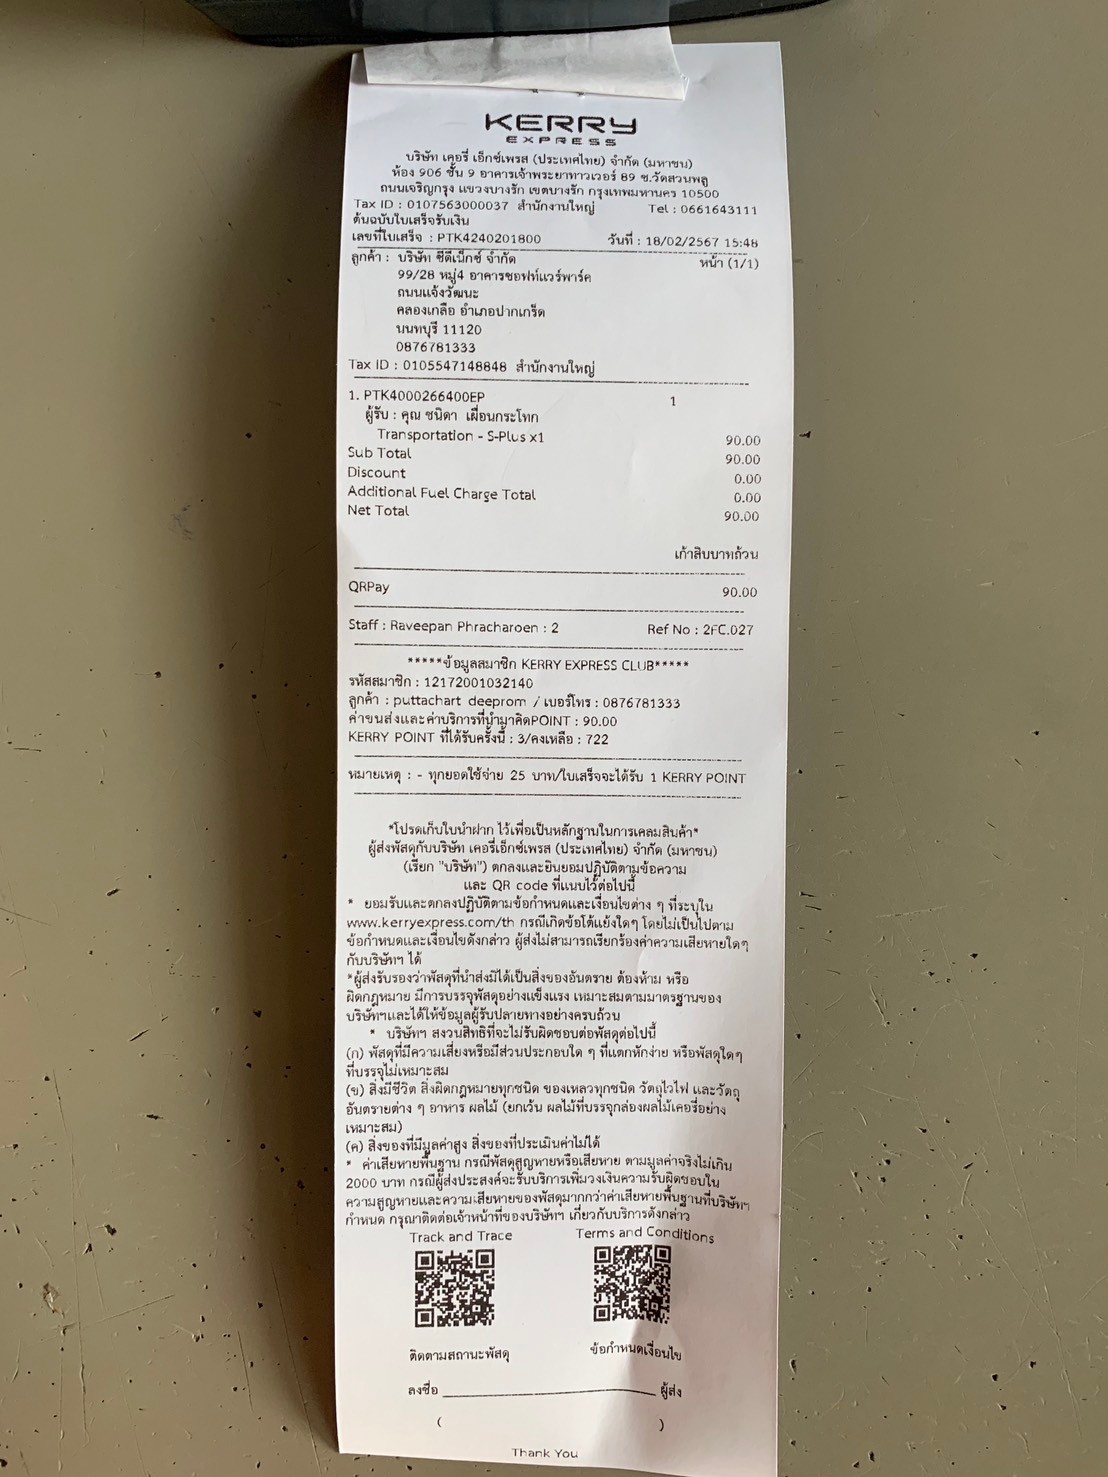 KERRY
EXPRESS
บริษัท เคอรี่ เอ็กซ์เพรส (ประเทศไทย) จำกัด (มหาชน)
ห้อง 906 ชั้น 9 อาคารเจ้าพระยาทาวเวอร์ 89 ซ.วัดสวนพลู
ถนนเจริญกรุง แขวงบางรัก เขตบางรัก กรุงเทพมหานคร 10500
Tax ID : 0107563000037 สำนักงานใหญ่ Tel : 0661643111
ต้นฉบับใบเสร็จรับเงิน
เลขที่ใบเสร็จ : PTK4240201800 วันที่ : 18/02/2567 15:48
ลูกค้า : บริษัท ซีดีเน็กซ์ จำกัด หน้า (1/1)
99/28 หมู่4 อาคารซอฟท์แวร์พาร์ค
ถนนแจ้งวัฒนะ
คลองเกลือ อำเภอปากเกร็ด
นนทบุรี 11120
0876781333
Tax ID : 0105547148848 สำนักงานใหญ่
1. PTK4000266400EP 1
ผู้รับ : คุณ ชนิดา เผื่อนกระโทก
Transportation - S-Plus x1 90.00
Sub Total 90.00
Discount 0.00
Additional Fuel Charge Total 0.00
Net Total 90.00
เก้าสิบบาทถ้วน
QRPay 90.00
Staff : Raveepan Phracharoen : 2 Ref No : 2FC.027
*****ข้อมูลสมาชิก KERRY EXPRESS CLUB*****
รหัสสมาชิก : 12172001032140
ลูกค้า : puttachart deeprom / เบอร์โทร : 0876781333
ค่าขนส่งและค่าบริการที่นำมาคิดPOINT : 90.00
KERRY POINT ที่ได้รับครั้งนี้ : 3/คงเหลือ : 722
หมายเหตุ : - ทุกยอดใช้จ่าย 25 บาท/ใบเสร็จจะได้รับ 1 KERRY POINT
*โปรดเก็บใบนำฝาก ไว้เพื่อเป็นหลักฐานในการเคลมสินค้า*
ผู้ส่งพัสดุกับบริษัท เคอรี่เอ็กซ์เพรส (ประเทศไทย) จำกัด (มหาชน)
(เรียก "บริษัท") ตกลงและยินยอมปฏิบัติตามข้อความ
และ QR code ที่แนบไว้ต่อไปนี้
* ยอมรับและตกลงปฏิบัติตามข้อกำหนดและเงื่อนไขต่าง ๆ ที่ระบุใน
www.kerryexpress.com/th กรณีเกิดข้อโต้แย้งใดๆ โดยไม่เป็นไปตาม
ข้อกำหนดและเงื่อนไขดังกล่าว ผู้ส่งไม่สามารถเรียกร้องค่าความเสียหายใดๆ
กับบริษัทฯ ได้
*ผู้ส่งรับรองว่าพัสดุที่นำส่งมิได้เป็นสิ่งของอันตราย ต้องห้าม หรือ
ผิดกฎหมาย มีการบรรจุพัสดุอย่างแข็งแรง เหมาะสมตามมาตรฐานของ
บริษัทฯและได้ให้ข้อมูลผู้รับปลายทางอย่างครบถ้วน
* บริษัทฯ สงวนสิทธิที่จะไม่รับผิดชอบต่อพัสดุต่อไปนี้
(ก) พัสดุที่มีความเสี่ยงหรือมีส่วนประกอบใด ๆ ที่แตกหักง่าย หรือพัสดุใดๆ
ที่บรรจุไม่เหมาะสม
(ข) สิ่งมีชีวิต สิ่งผิดกฎหมายทุกชนิด ของเหลวทุกชนิด วัตถุไวไฟ และวัตถุ
อันตรายต่าง ๆ อาหาร ผลไม้ (ยกเว้น ผลไม้ที่บรรจุกล่องผลไม้เคอรี่อย่าง
เหมาะสม)
(ค) สิ่งของที่มีมูลค่าสูง สิ่งของที่ประเมินค่าไม่ได้
* ค่าเสียหายพื้นฐาน กรณีพัสดุสูญหายหรือเสียหาย ตามมูลค่าจริงไม่เกิน
2000 บาท กรณีผู้ส่งประสงค์จะรับบริการเพิ่มวงเงินความรับผิดชอบใน
ความสูญหายและความเสียหายของพัสดุมากกว่าค่าเสียหายพื้นฐานที่บริษัทฯ
กำหนด กรุณาติดต่อเจ้าหน้าที่ของบริษัทฯ เกี่ยวกับบริการดังกล่าว
Track and Trace Terms and Conditions
ติดตามสถานะพัสดุ ข้อกำหนดเงื่อนไข
ลงชื่อ ____________________ ผู้ส่ง
( )
Thank You